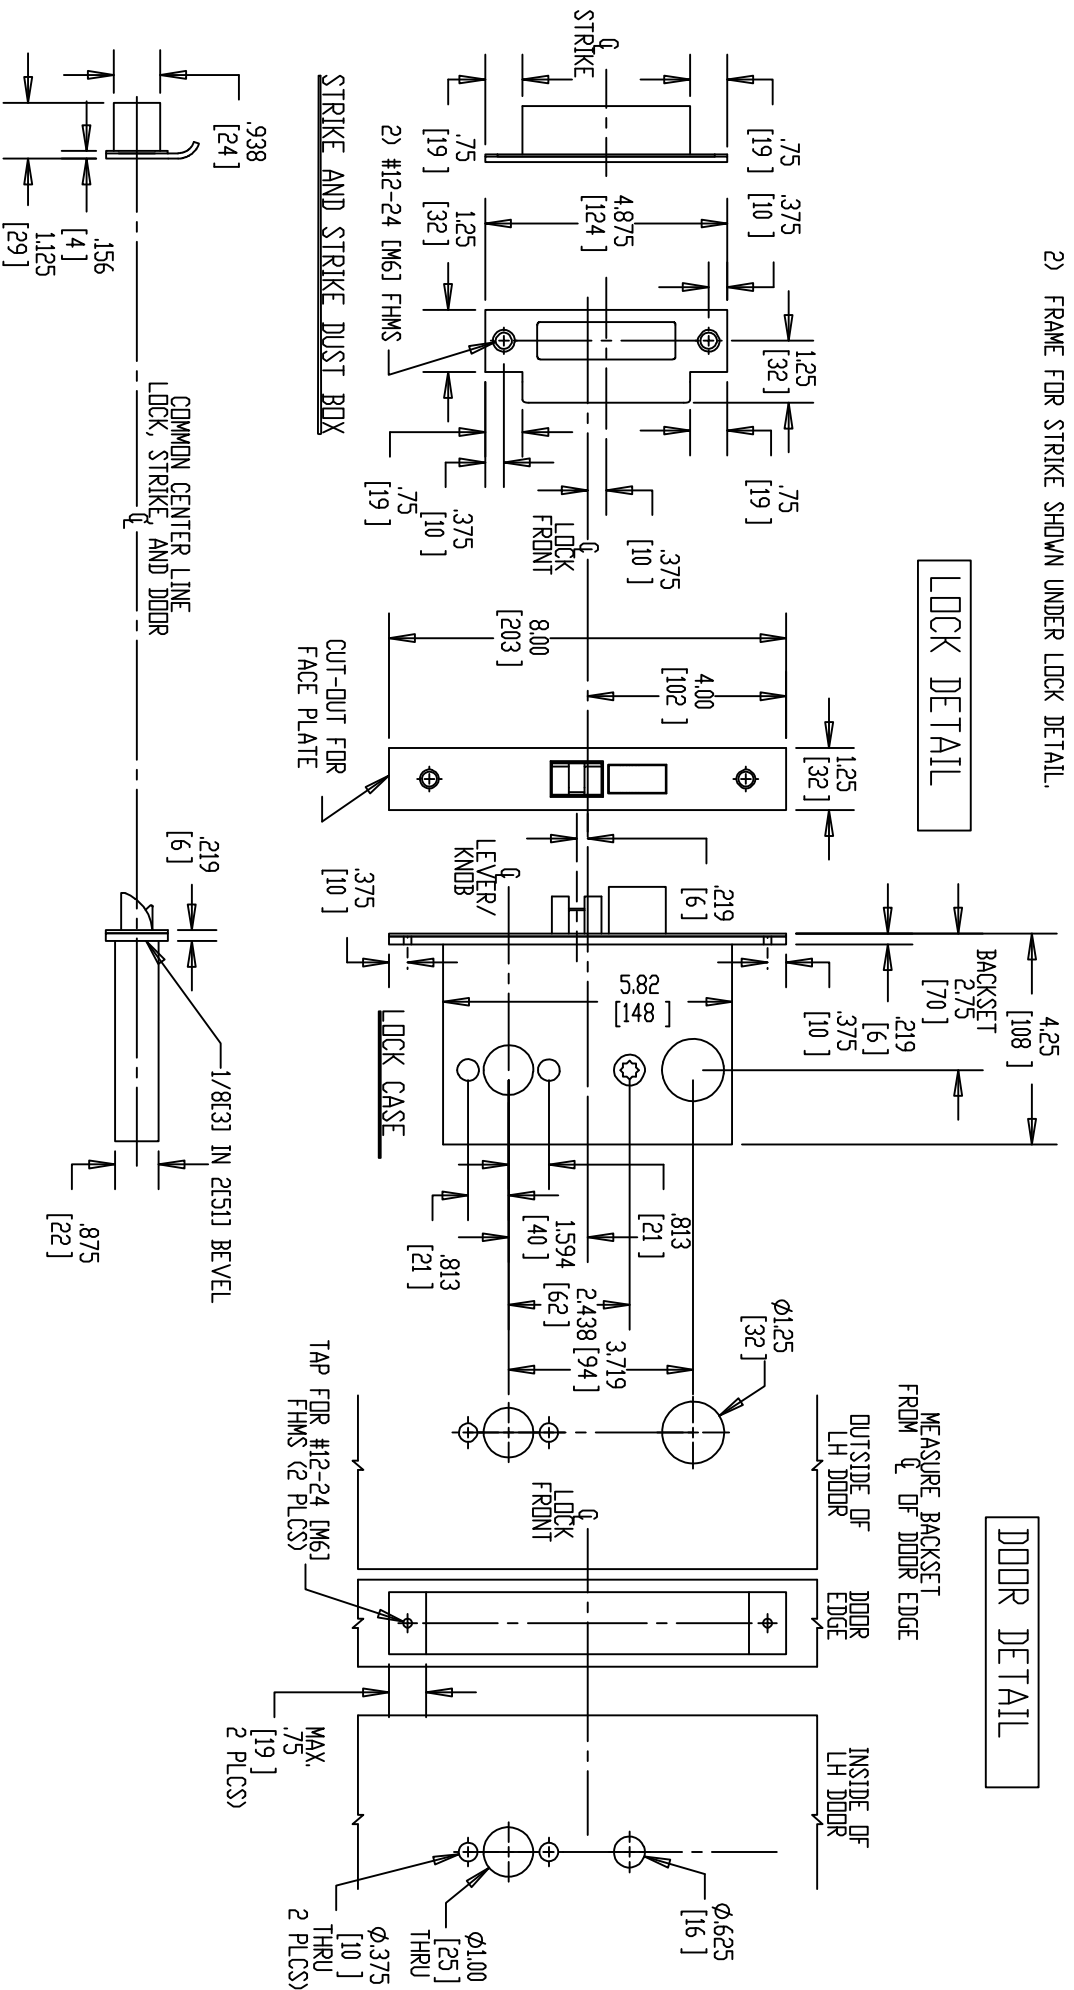 2) FRAME FOR STRIKE SHOWN UNDER LOCK DETAIL.
LOCK DETAIL
DOOR DETAIL
℄
STRIKE
.75
[19 ]
.75
[19 ]
.375
[10 ]
4.875
[124 ]
1.25
[32 ]
1.25
[32 ]
2) #12-24 [M6] FHMS
STRIKE AND STRIKE DUST BOX
.75
[19 ]
.375
[10 ]
.75
[19 ]
.375
[10 ]
℄
LOCK
FRONT
8.00
[203 ]
4.00
[102 ]
1.25
[32 ]
CUT-OUT FOR
FACE PLATE
.219
[6 ]
℄
LEVER/
KNOB
.375
[10 ]
4.25
[108 ]
BACKSET
2.75
[70 ]
.219
[6 ]
.375
[10 ]
5.82
[148 ]
LOCK CASE
.813
[21 ]
1.594
[40 ]
.813
[21 ]
2.438
[62 ]
3.719
[94 ]
Ø1.25
[32 ]
MEASURE BACKSET
FROM ℄ OF DOOR EDGE
OUTSIDE OF
LH DOOR
DOOR
EDGE
INSIDE OF
LH DOOR
℄
LOCK
FRONT
TAP FOR #12-24 [M6]
FHMS (2 PLCS)
MAX.
.75
[19 ]
2 PLCS)
Ø.625
[16 ]
Ø1.00
[25]
THRU
Ø.375
[10 ]
THRU
2 PLCS)
.938
[24 ]
.156
[4 ]
1.125
[29 ]
COMMON CENTER LINE
LOCK, STRIKE, AND DOOR
℄
.219
[6 ]
1/8[3] IN 2[51] BEVEL
.875
[22 ]